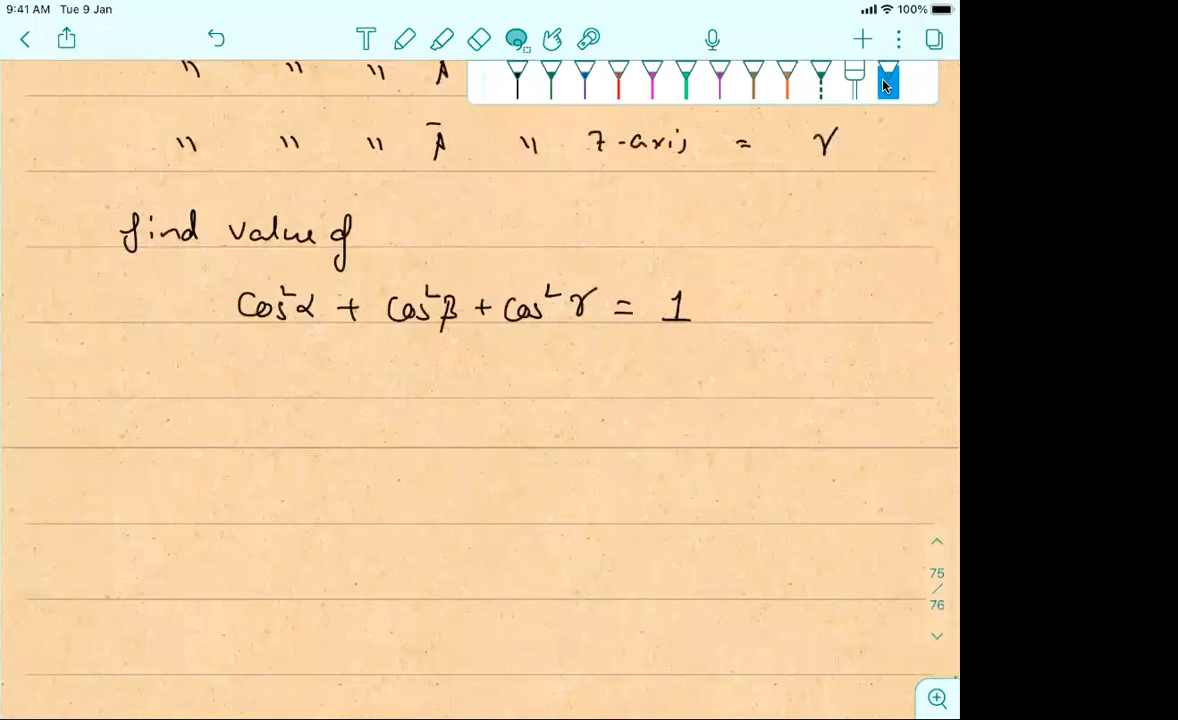 9:41 AM Tue 9 Jan 100%
" " " Ā
" " " Ā " z-axis = γ
find value of
Cos²α + Cos²β + Cos²γ = 1
75
/
76